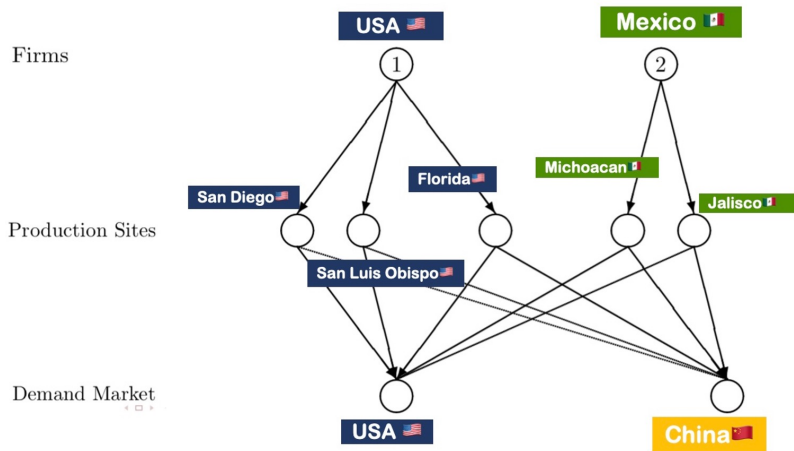 USA 🇺🇸
Mexico 🇲🇽
Firms
1
2
Florida🇺🇸
Michoacan🇲🇽
San Diego🇺🇸
Jalisco🇲🇽
Production Sites
San Luis Obispo🇺🇸
Demand Market
USA 🇺🇸
China🇨🇳